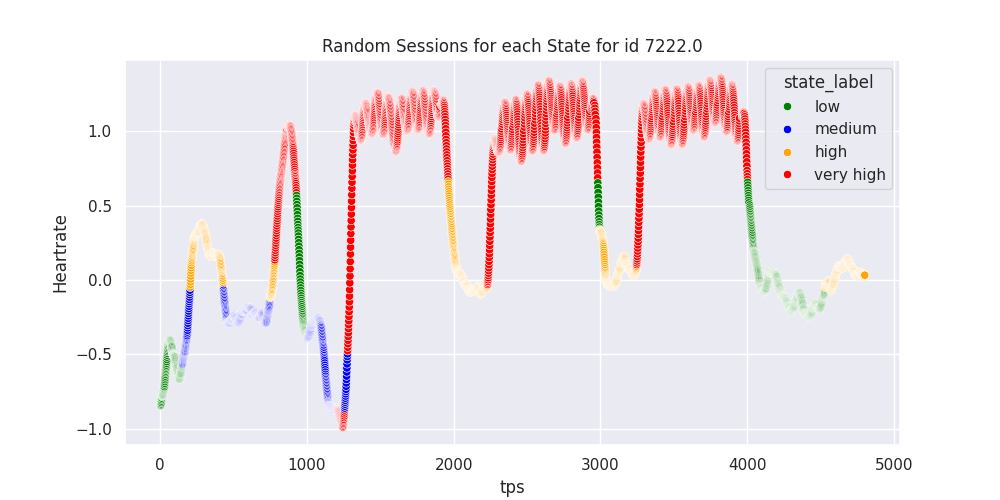 Random Sessions for each State for id 7222.0
state_label
low
medium
high
very high
Heartrate
1.0
0.5
0.0
−0.5
−1.0
0
1000
2000
3000
4000
5000
tps